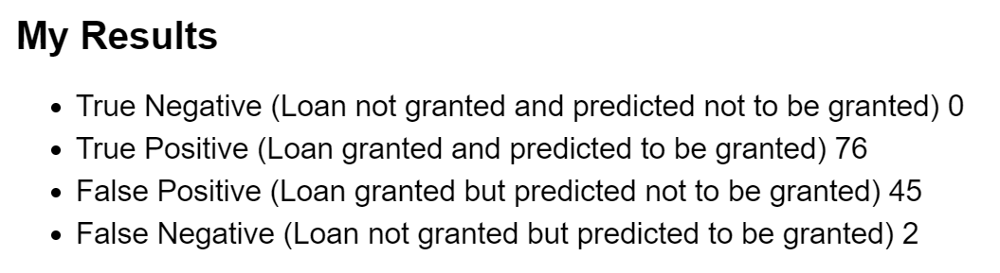 My Results
• True Negative (Loan not granted and predicted not to be granted) 0
• True Positive (Loan granted and predicted to be granted) 76
• False Positive (Loan granted but predicted not to be granted) 45
• False Negative (Loan not granted but predicted to be granted) 2